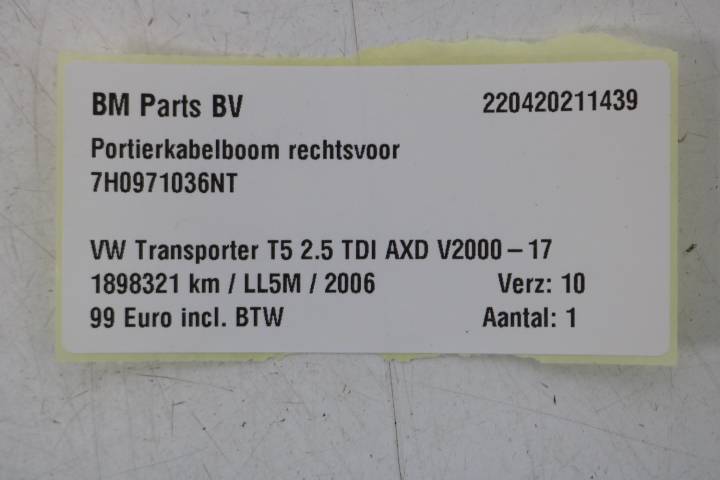 BM Parts BV 220420211439
Portierkabelboom rechtsvoor
7H0971036NT
VW Transporter T5 2.5 TDI AXD V2000 – 17
1898321 km / LL5M / 2006 Verz: 10
99 Euro incl. BTW Aantal: 1